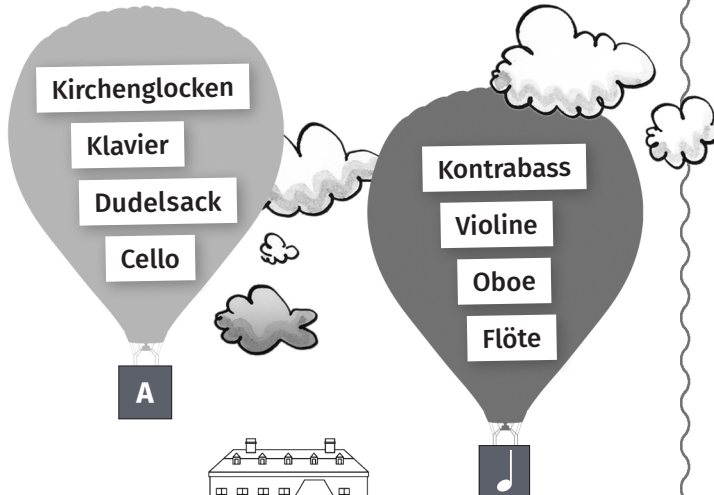 Kirchenglocken
Klavier
Dudelsack
Cello
A
Kontrabass
Violine
Oboe
Flöte